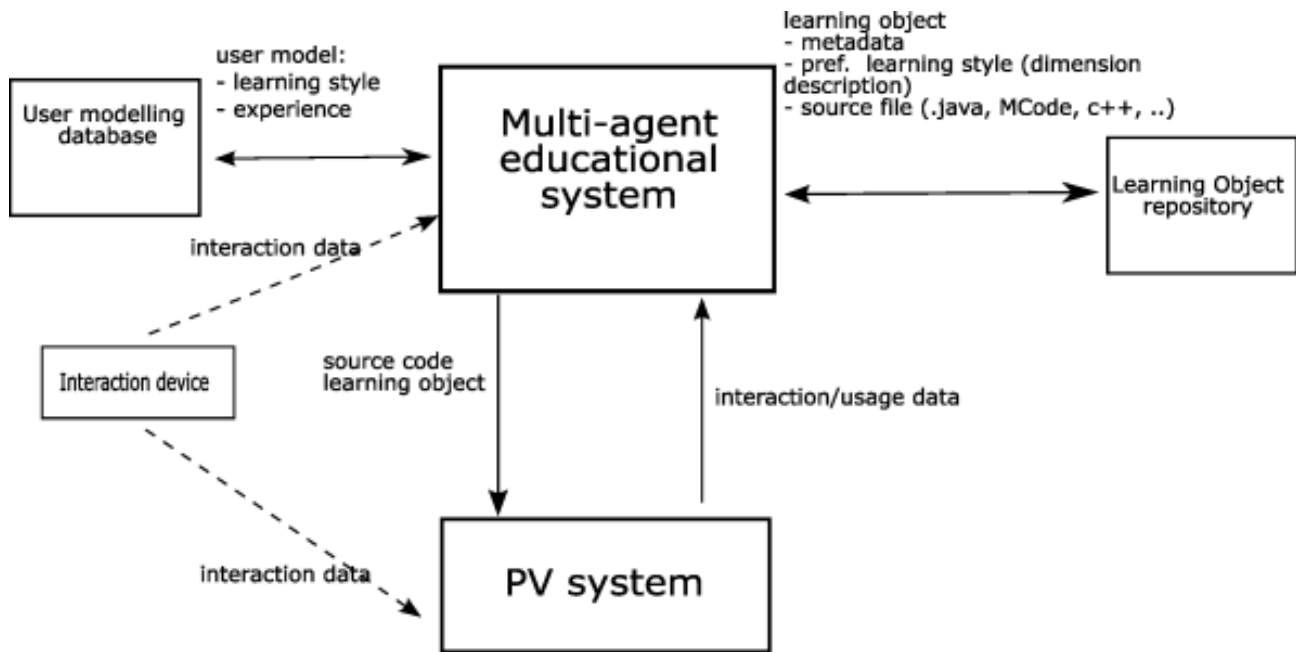 user model:
- learning style
- experience
learning object
- metadata
- pref. learning style (dimension
description)
- source file (.java, MCode, c++, ..)
User modelling
database
Multi-agent
educational
system
Learning Object
repository
interaction data
Interaction device
source code
learning object
interaction/usage data
interaction data
PV system